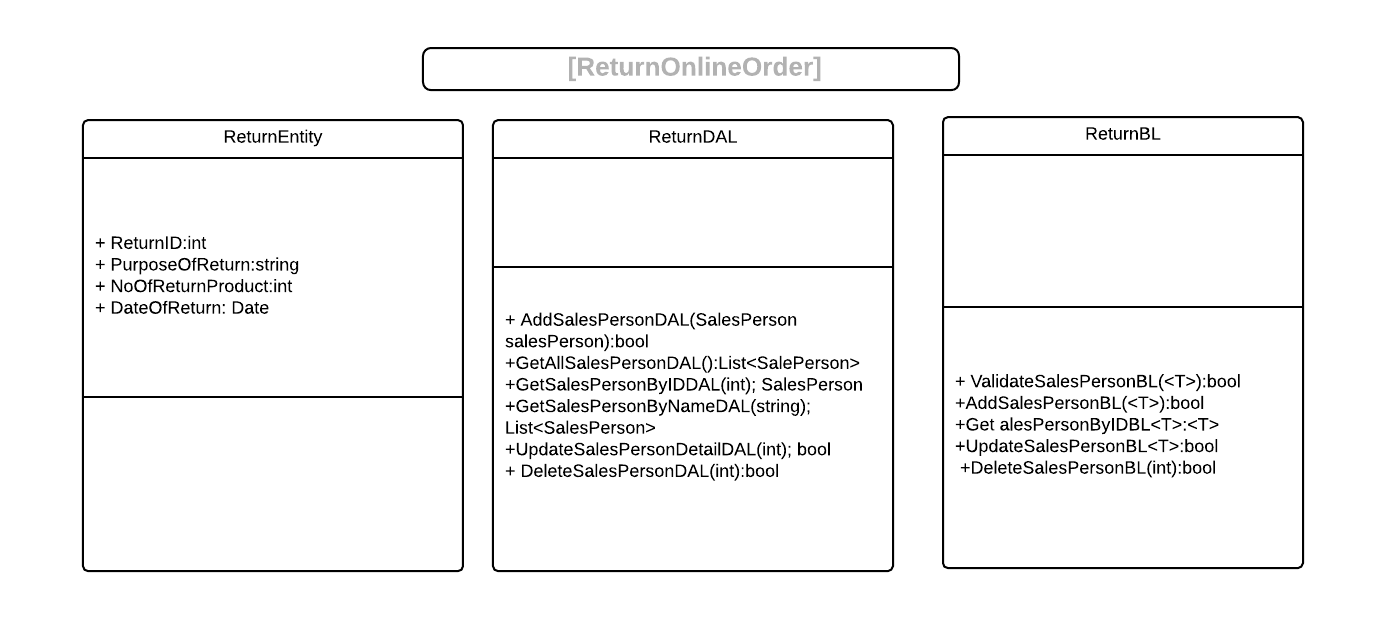 [ReturnOnlineOrder]
ReturnEntity
+ ReturnID:int
+ PurposeOfReturn:string
+ NoOfReturnProduct:int
+ DateOfReturn: Date
ReturnDAL
+ AddSalesPersonDAL(SalesPerson
salesPerson):bool
+GetAllSalesPersonDAL():List<SalePerson>
+GetSalesPersonByIDDAL(int); SalesPerson
+GetSalesPersonByNameDAL(string);
List<SalesPerson>
+UpdateSalesPersonDetailDAL(int); bool
+ DeleteSalesPersonDAL(int):bool
ReturnBL
+ ValidateSalesPersonBL(<T>):bool
+AddSalesPersonBL(<T>):bool
+Get alesPersonByIDBL<T>:<T>
+UpdateSalesPersonBL<T>:bool
+DeleteSalesPersonBL(int):bool